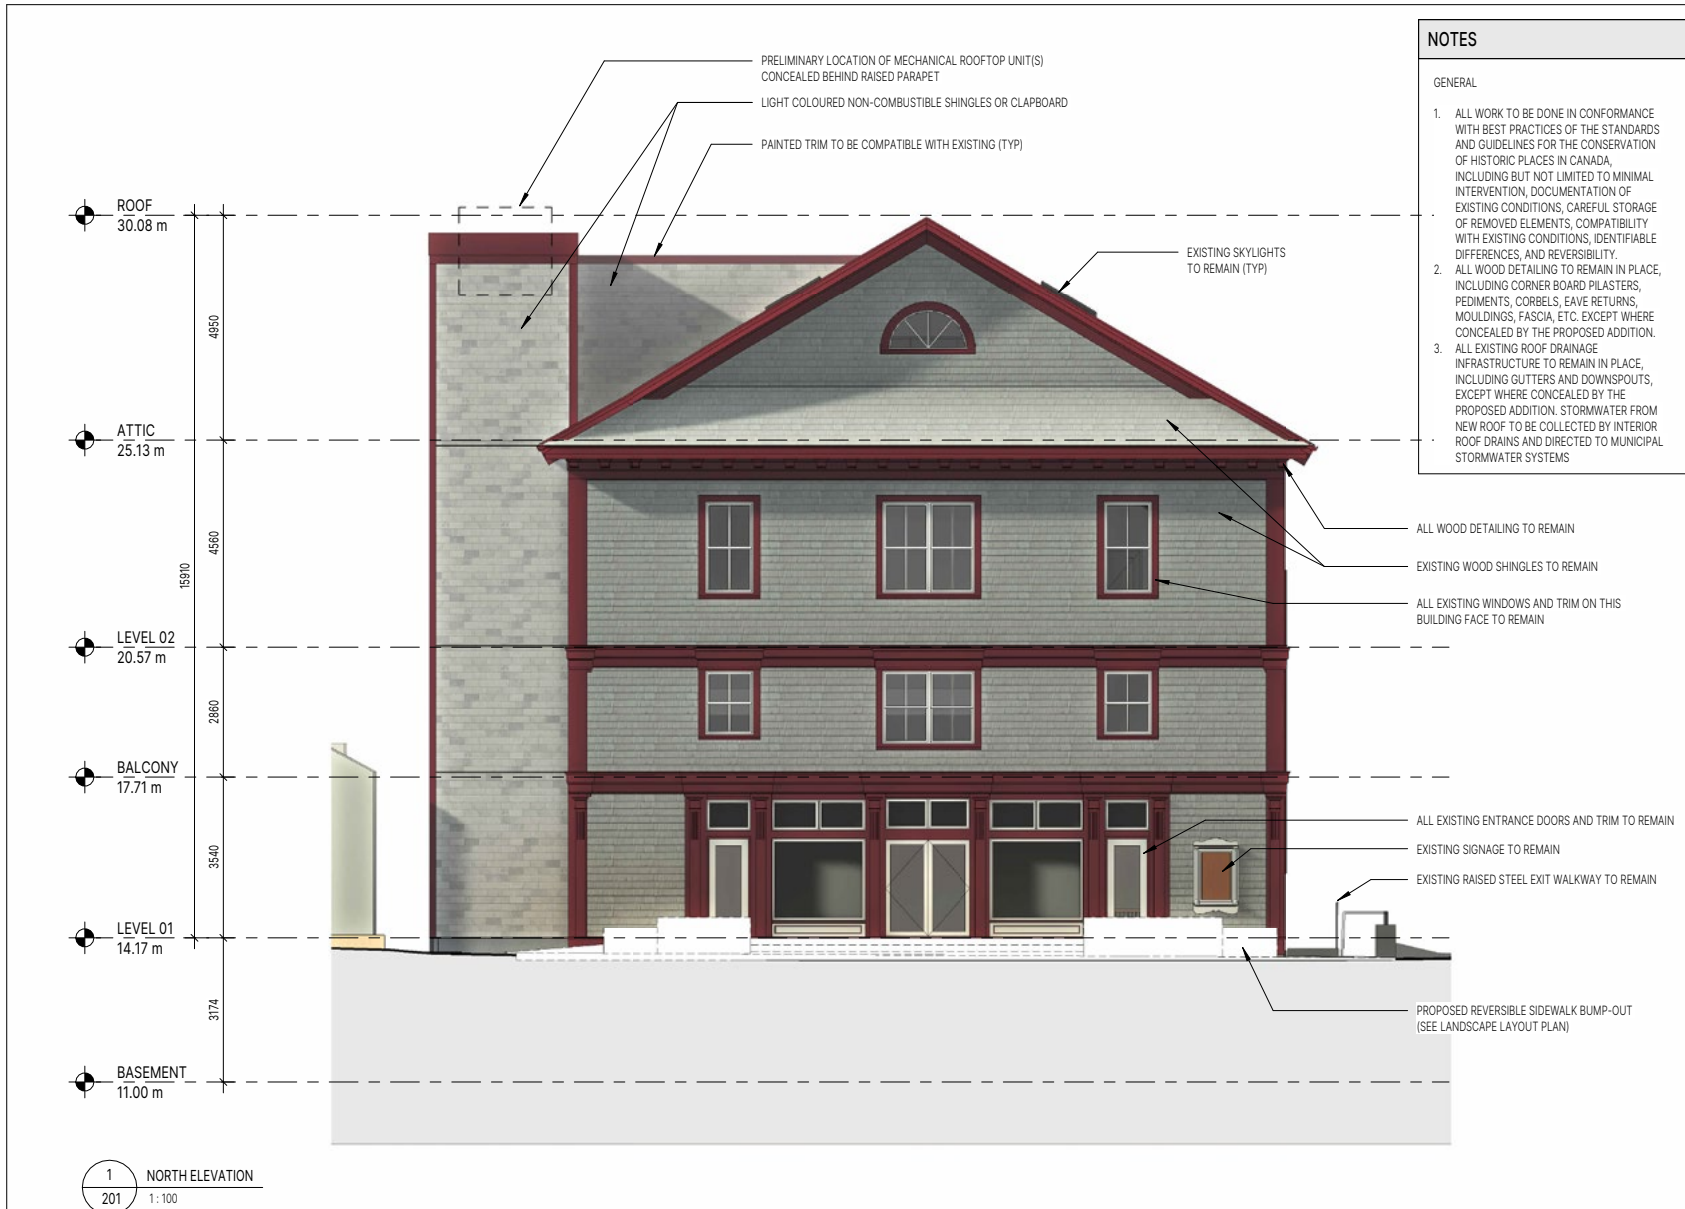 PRELIMINARY LOCATION OF MECHANICAL ROOFTOP UNIT(S)
CONCEALED BEHIND RAISED PARAPET
LIGHT COLOURED NON-COMBUSTIBLE SHINGLES OR CLAPBOARD
PAINTED TRIM TO BE COMPATIBLE WITH EXISTING (TYP)
EXISTING SKYLIGHTS
TO REMAIN (TYP)
NOTES
GENERAL
1. ALL WORK TO BE DONE IN CONFORMANCE
WITH BEST PRACTICES OF THE STANDARDS
AND GUIDELINES FOR THE CONSERVATION
OF HISTORIC PLACES IN CANADA,
INCLUDING BUT NOT LIMITED TO MINIMAL
INTERVENTION, DOCUMENTATION OF
EXISTING CONDITIONS, CAREFUL STORAGE
OF REMOVED ELEMENTS, COMPATIBILITY
WITH EXISTING CONDITIONS, IDENTIFIABLE
DIFFERENCES, AND REVERSIBILITY.
2. ALL WOOD DETAILING TO REMAIN IN PLACE,
INCLUDING CORNER BOARD PILASTERS,
PEDIMENTS, CORBELS, EAVE RETURNS,
MOULDINGS, FASCIA, ETC. EXCEPT WHERE
CONCEALED BY THE PROPOSED ADDITION.
3. ALL EXISTING ROOF DRAINAGE
INFRASTRUCTURE TO REMAIN IN PLACE,
INCLUDING GUTTERS AND DOWNSPOUTS,
EXCEPT WHERE CONCEALED BY THE
PROPOSED ADDITION. STORMWATER FROM
NEW ROOF TO BE COLLECTED BY INTERIOR
ROOF DRAINS AND DIRECTED TO MUNICIPAL
STORMWATER SYSTEMS
ROOF
30.08 m
4950
ATTIC
25.13 m
4560
15910
LEVEL 02
20.57 m
2860
BALCONY
17.71 m
3540
LEVEL 01
14.17 m
3174
BASEMENT
11.00 m
ALL WOOD DETAILING TO REMAIN
EXISTING WOOD SHINGLES TO REMAIN
ALL EXISTING WINDOWS AND TRIM ON THIS
BUILDING FACE TO REMAIN
ALL EXISTING ENTRANCE DOORS AND TRIM TO REMAIN
EXISTING SIGNAGE TO REMAIN
EXISTING RAISED STEEL EXIT WALKWAY TO REMAIN
PROPOSED REVERSIBLE SIDEWALK BUMP-OUT
(SEE LANDSCAPE LAYOUT PLAN)
1
201
NORTH ELEVATION
1 : 100